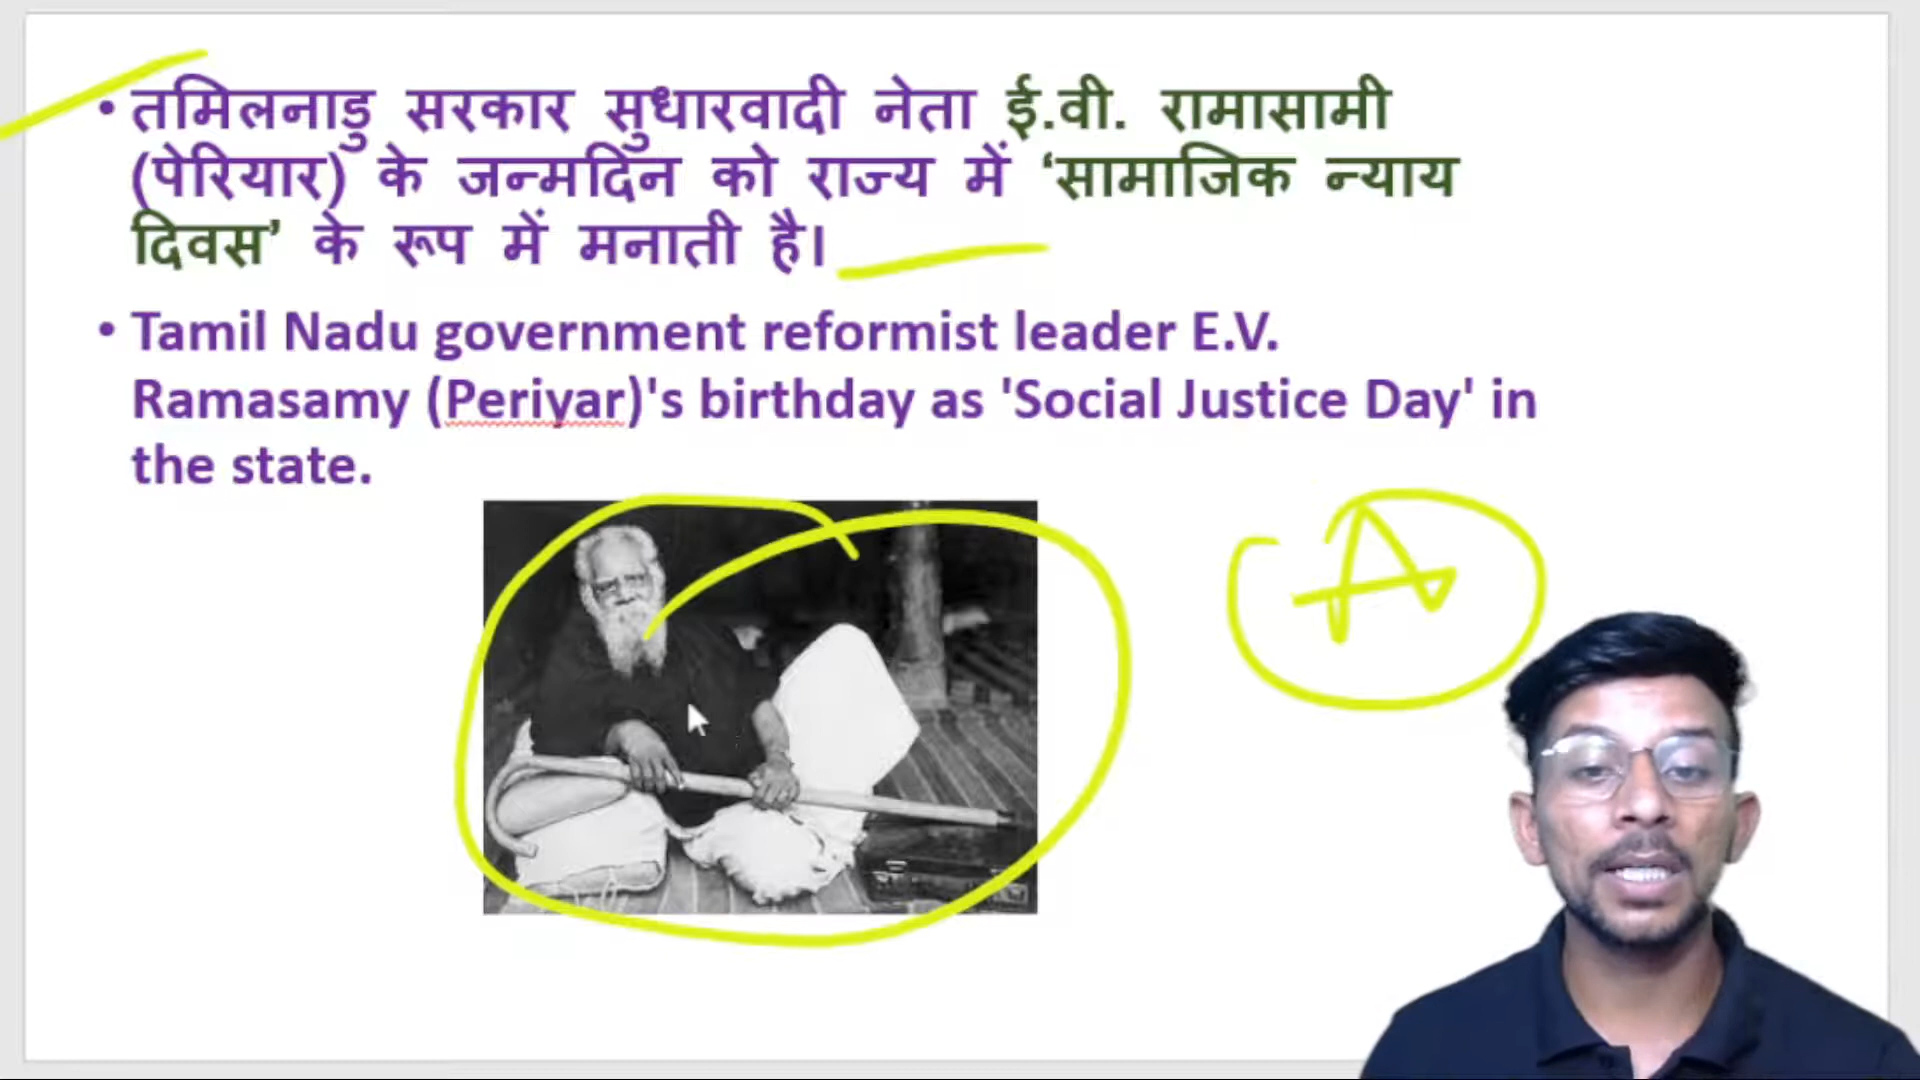 • तमिलनाडु सरकार सुधारवादी नेता ई.वी. रामासामी
(पेरियार) के जन्मदिन को राज्य में ‘सामाजिक न्याय
दिवस’ के रूप में मनाती है।
• Tamil Nadu government reformist leader E.V.
Ramasamy (Periyar)'s birthday as 'Social Justice Day' in
the state.
A